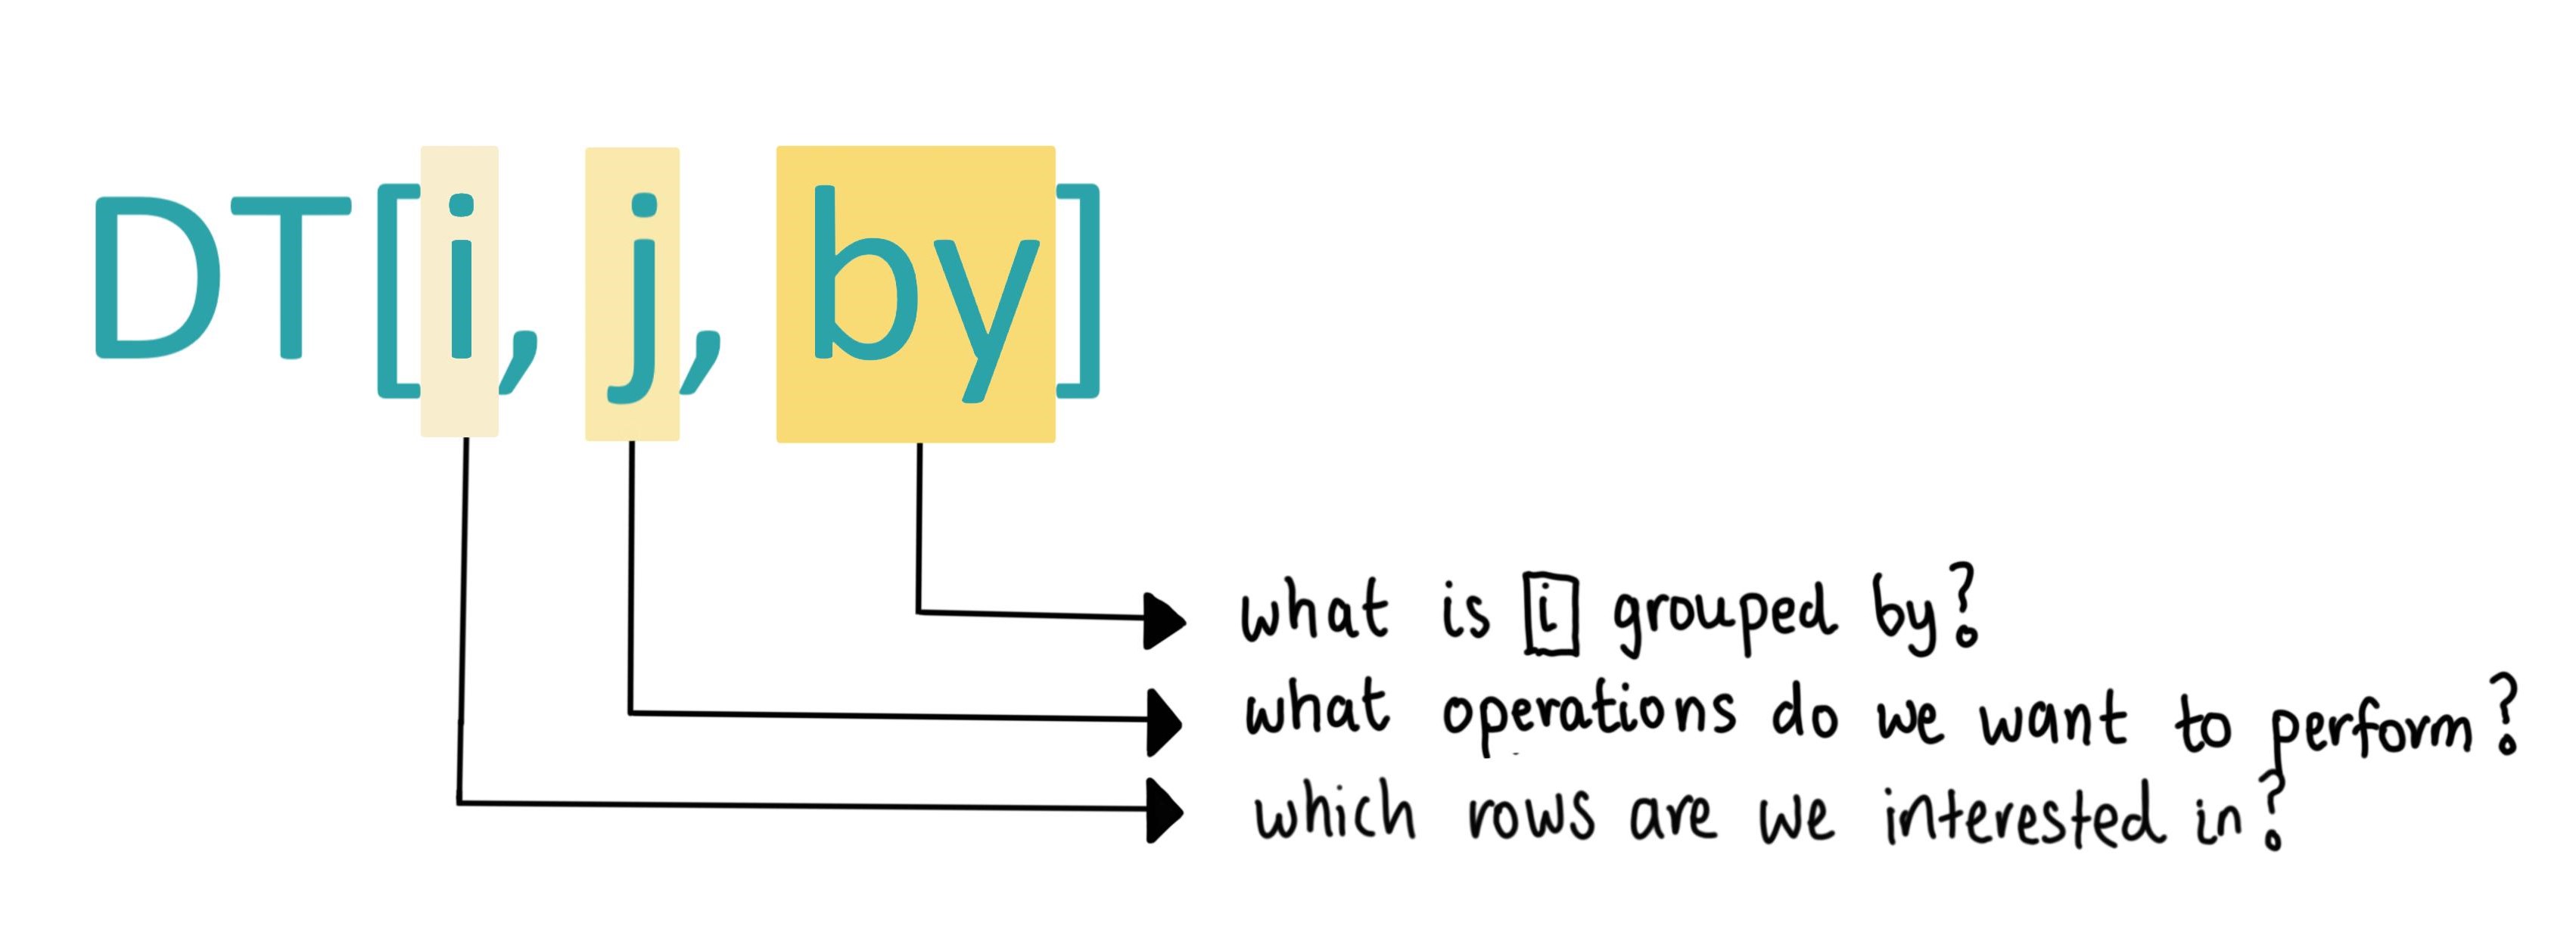 DT[i, j, by]
what is i grouped by?
what operations do we want to perform?
which rows are we interested in?